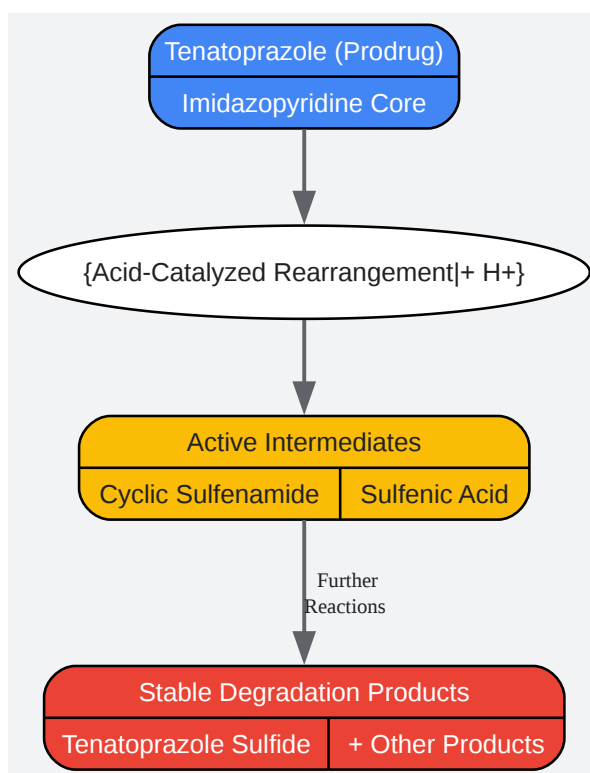 Tenatoprazole (Prodrug)
Imidazopyridine Core
{Acid-Catalyzed Rearrangement|+ H+}
Active Intermediates
Cyclic Sulfenamide
Sulfenic Acid
Further
Reactions
Stable Degradation Products
Tenatoprazole Sulfide
+ Other Products